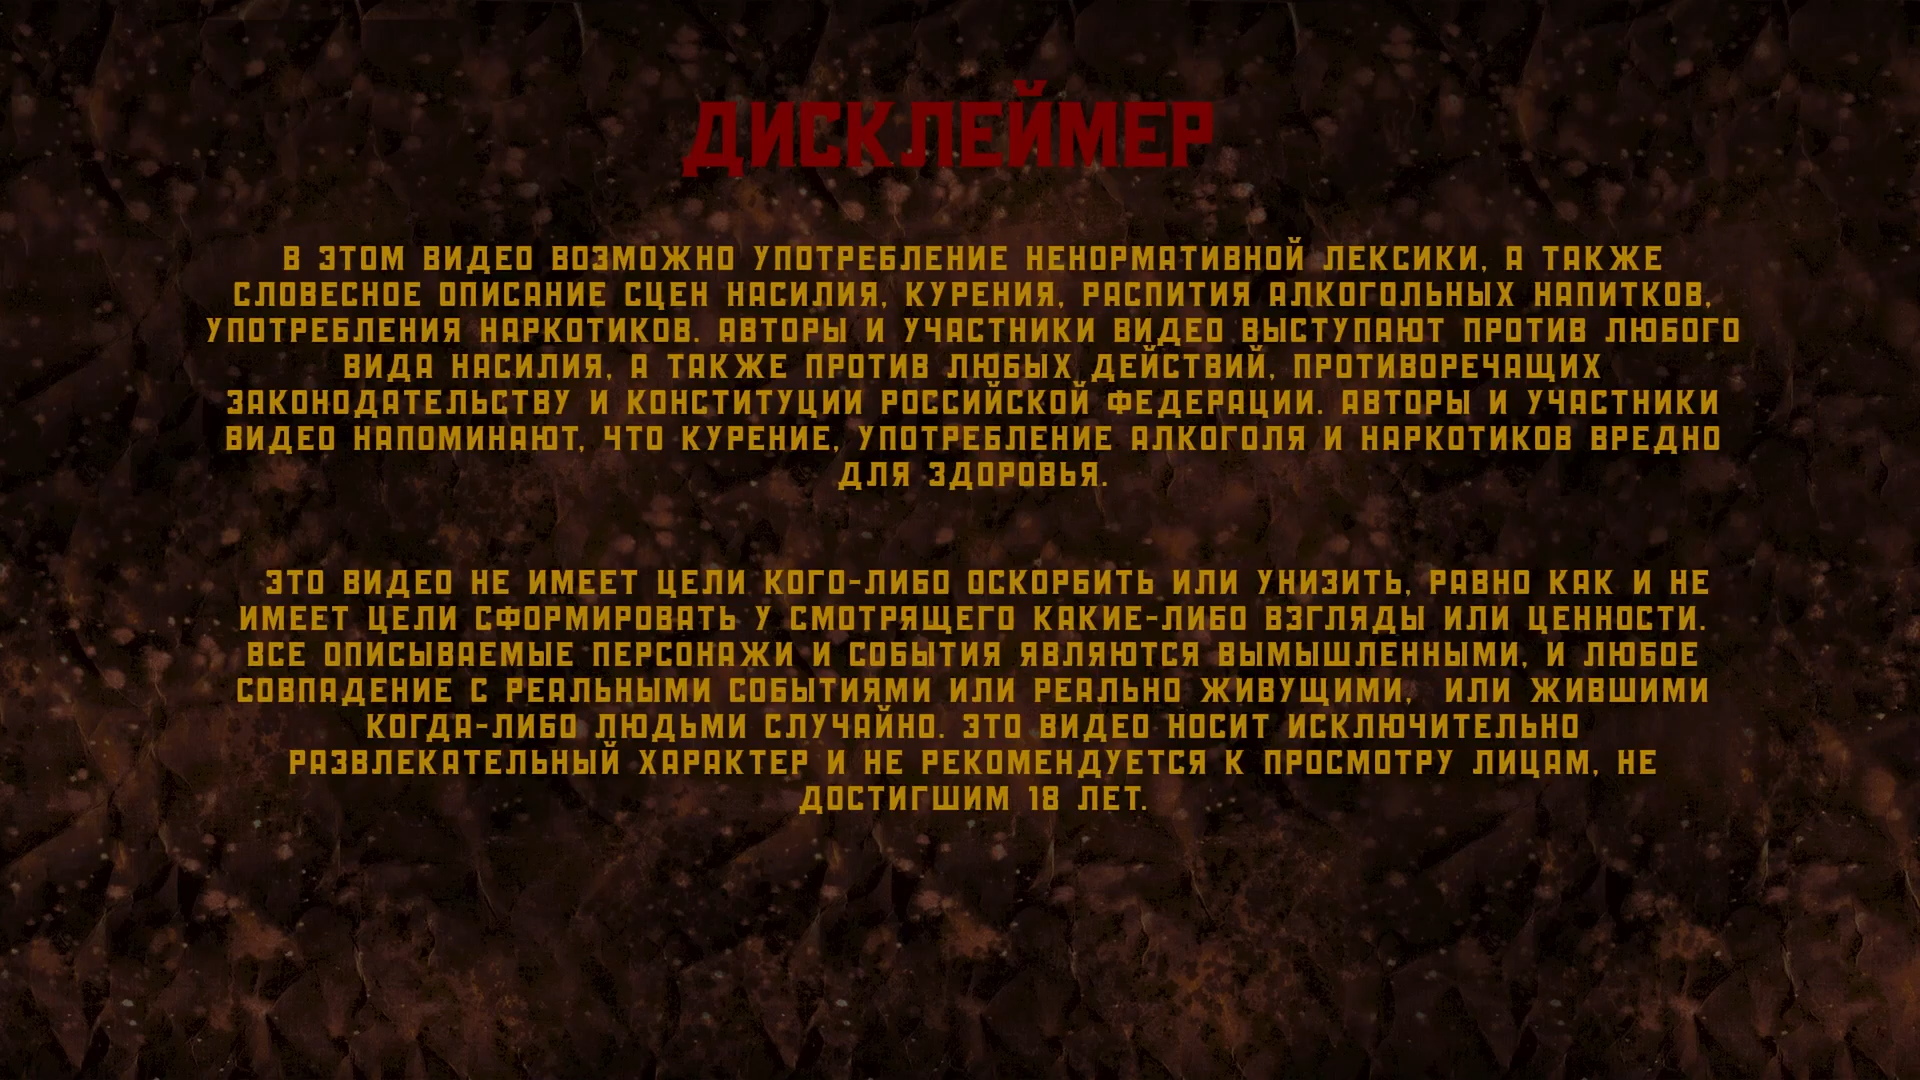 ДИСКЛЕЙМЕР
В ЭТОМ ВИДЕО ВОЗМОЖНО УПОТРЕБЛЕНИЕ НЕНОРМАТИВНОЙ ЛЕКСИКИ, А ТАКЖЕ
СЛОВЕСНОЕ ОПИСАНИЕ СЦЕН НАСИЛИЯ, КУРЕНИЯ, РАСПИТИЯ АЛКОГОЛЬНЫХ НАПИТКОВ,
УПОТРЕБЛЕНИЯ НАРКОТИКОВ. АВТОРЫ И УЧАСТНИКИ ВИДЕО ВЫСТУПАЮТ ПРОТИВ ЛЮБОГО
ВИДА НАСИЛИЯ, А ТАКЖЕ ПРОТИВ ЛЮБЫХ ДЕЙСТВИЙ, ПРОТИВОРЕЧАЩИХ
ЗАКОНОДАТЕЛЬСТВУ И КОНСТИТУЦИИ РОССИЙСКОЙ ФЕДЕРАЦИИ. АВТОРЫ И УЧАСТНИКИ
ВИДЕО НАПОМИНАЮТ, ЧТО КУРЕНИЕ, УПОТРЕБЛЕНИЕ АЛКОГОЛЯ И НАРКОТИКОВ ВРЕДНО
ДЛЯ ЗДОРОВЬЯ.
ЭТО ВИДЕО НЕ ИМЕЕТ ЦЕЛИ КОГО-ЛИБО ОСКОРБИТЬ ИЛИ УНИЗИТЬ, РАВНО КАК И НЕ
ИМЕЕТ ЦЕЛИ СФОРМИРОВАТЬ У СМОТРЯЩЕГО КАКИЕ-ЛИБО ВЗГЛЯДЫ ИЛИ ЦЕННОСТИ.
ВСЕ ОПИСЫВАЕМЫЕ ПЕРСОНАЖИ И СОБЫТИЯ ЯВЛЯЮТСЯ ВЫМЫШЛЕННЫМИ, И ЛЮБОЕ
СОВПАДЕНИЕ С РЕАЛЬНЫМИ СОБЫТИЯМИ ИЛИ РЕАЛЬНО ЖИВУЩИМИ, ИЛИ ЖИВШИМИ
КОГДА-ЛИБО ЛЮДЬМИ СЛУЧАЙНО. ЭТО ВИДЕО НОСИТ ИСКЛЮЧИТЕЛЬНО
РАЗВЛЕКАТЕЛЬНЫЙ ХАРАКТЕР И НЕ РЕКОМЕНДУЕТСЯ К ПРОСМОТРУ ЛИЦАМ, НЕ
ДОСТИГШИМ 18 ЛЕТ.